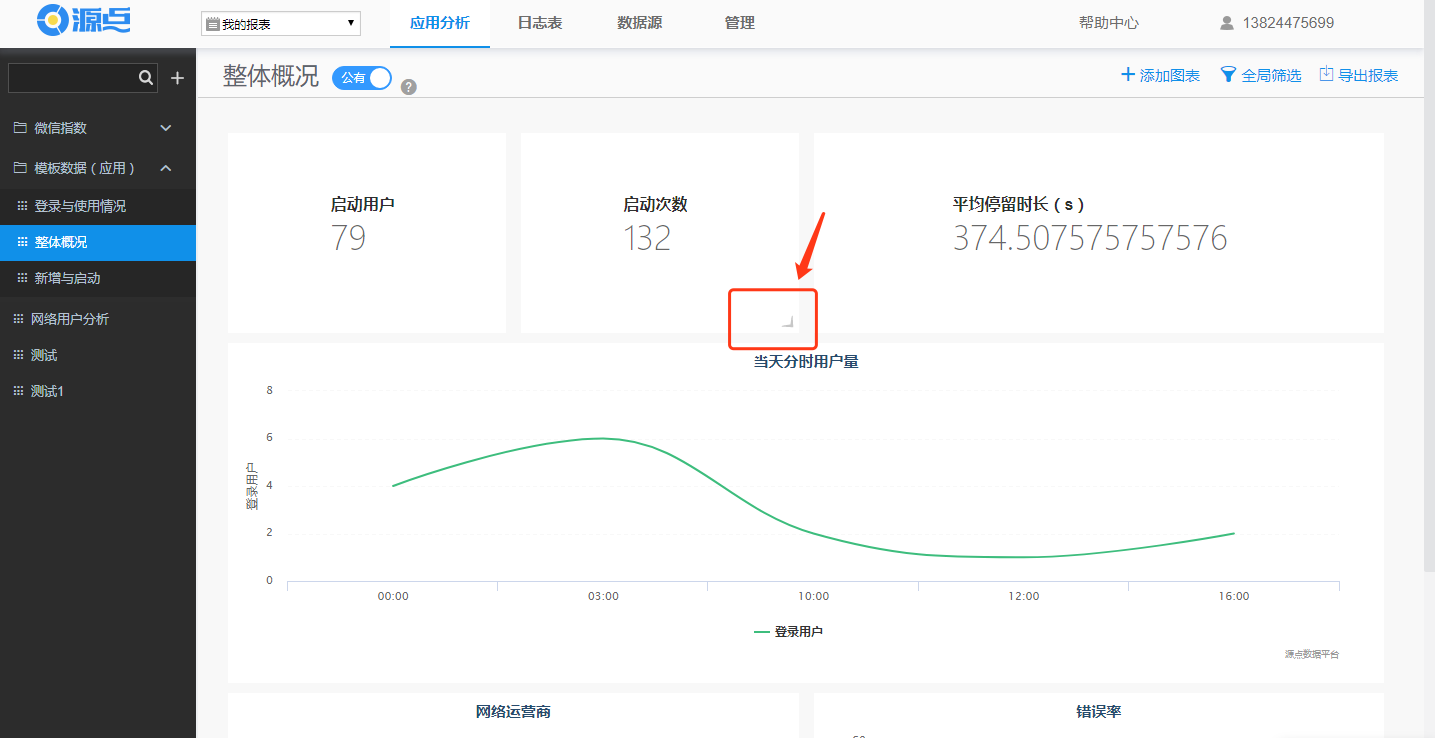 源点
我的报表
应用分析
日志表
数据源
管理
帮助中心
13824475699
整体概况
公有
?
添加图表
全局筛选
导出报表
微信指数
模板数据（应用）
登录与使用情况
整体概况
新增与启动
网络用户分析
测试
测试1
启动用户
79
启动次数
132
平均停留时长（s）
374.507575757576
当天分时用户量
8
6
4
2
0
登录用户
00:00 03:00 10:00 12:00 16:00
登录用户
源点数据平台
网络运营商
错误率